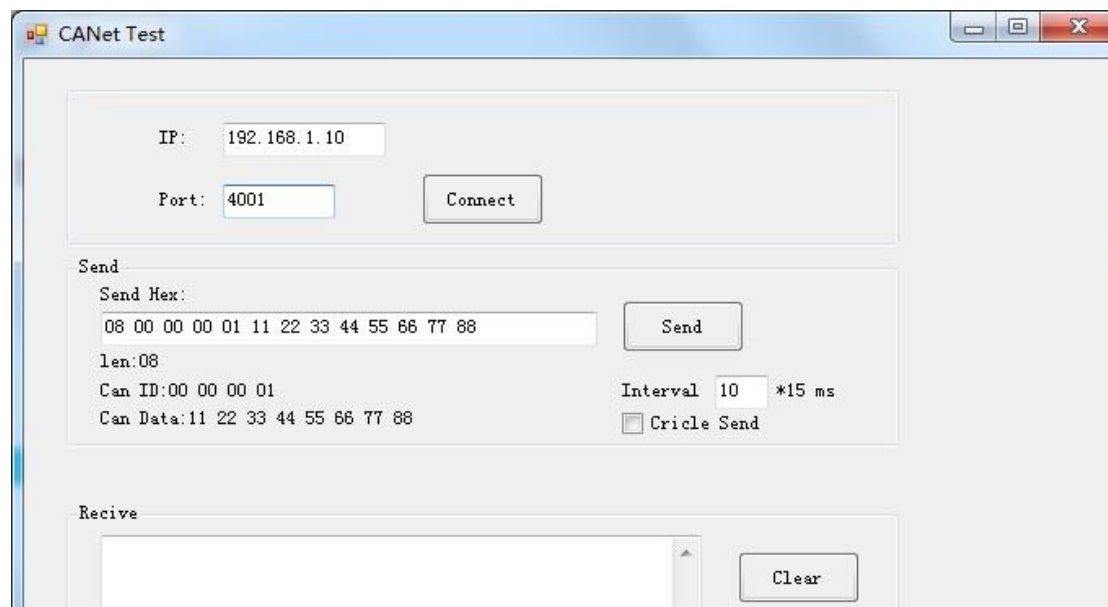 CANet Test
IP: 192.168.1.10
Port: 4001 Connect
Send
Send Hex:
08 00 00 00 01 11 22 33 44 55 66 77 88 Send
len:08
Can ID:00 00 00 01 Interval 10 *15 ms
Can Data:11 22 33 44 55 66 77 88 Cricle Send
Recive
Clear